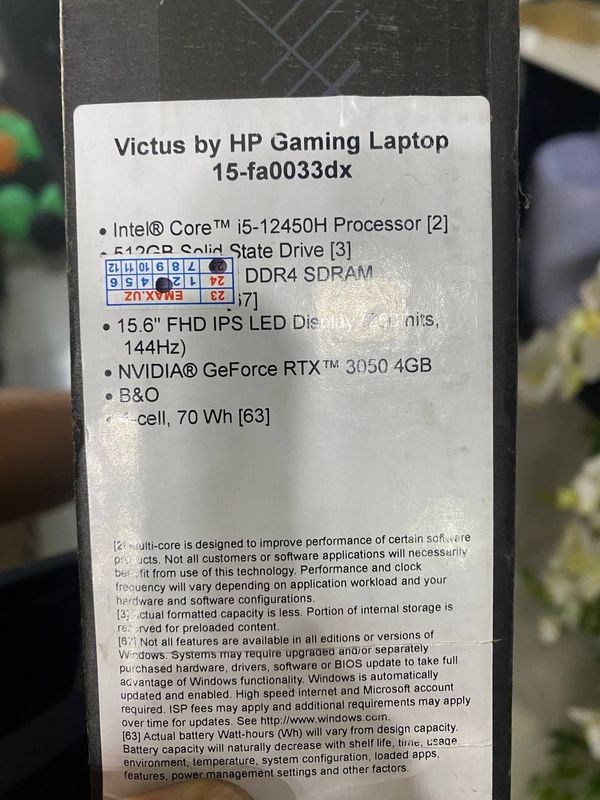 Victus by HP Gaming Laptop
15-fa0033dx
• Intel® Core™ i5-12450H Processor [2]
• 512GB Solid State Drive [3]
DDR4 SDRAM
EMAX.UZ 23
1 2 4 5 6 24
7 8 9 10 11 12
67]
• 15.6" FHD IPS LED Display (250 nits,
144Hz)
• NVIDIA® GeForce RTX™ 3050 4GB
• B&O
-cell, 70 Wh [63]
[2] Multi-core is designed to improve performance of certain software
products. Not all customers or software applications will necessarily
benefit from use of this technology. Performance and clock
frequency will vary depending on application workload and your
hardware and software configurations.
[3] Actual formatted capacity is less. Portion of internal storage is
reserved for preloaded content.
[67] Not all features are available in all editions or versions of
Windows. Systems may require upgraded and/or separately
purchased hardware, drivers, software or BIOS update to take full
advantage of Windows functionality. Windows is automatically
updated and enabled. High speed internet and Microsoft account
required. ISP fees may apply and additional requirements may apply
over time for updates. See http://www.windows.com.
[63] Actual battery Watt-hours (Wh) will vary from design capacity.
Battery capacity will naturally decrease with shelf life, time, usage,
environment, temperature, system configuration, loaded apps,
features, power management settings and other factors.